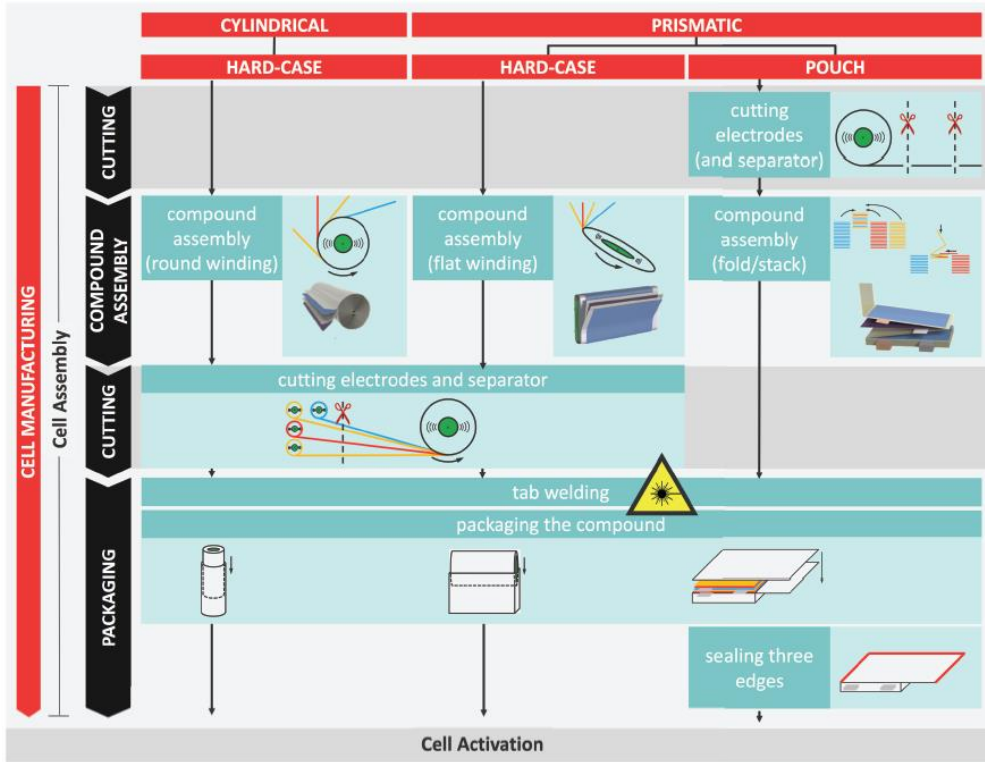 CYLINDRICAL
PRISMATIC
HARD-CASE
HARD-CASE
POUCH
CELL MANUFACTURING
Cell Assembly
CUTTING
cutting
electrodes
(and separator)
COMPOUND
ASSEMBLY
compound
assembly
(round winding)
compound
assembly
(flat winding)
compound
assembly
(fold/stack)
CUTTING
cutting electrodes and separator
PACKAGING
tab welding
packaging the compound
sealing three
edges
Cell Activation